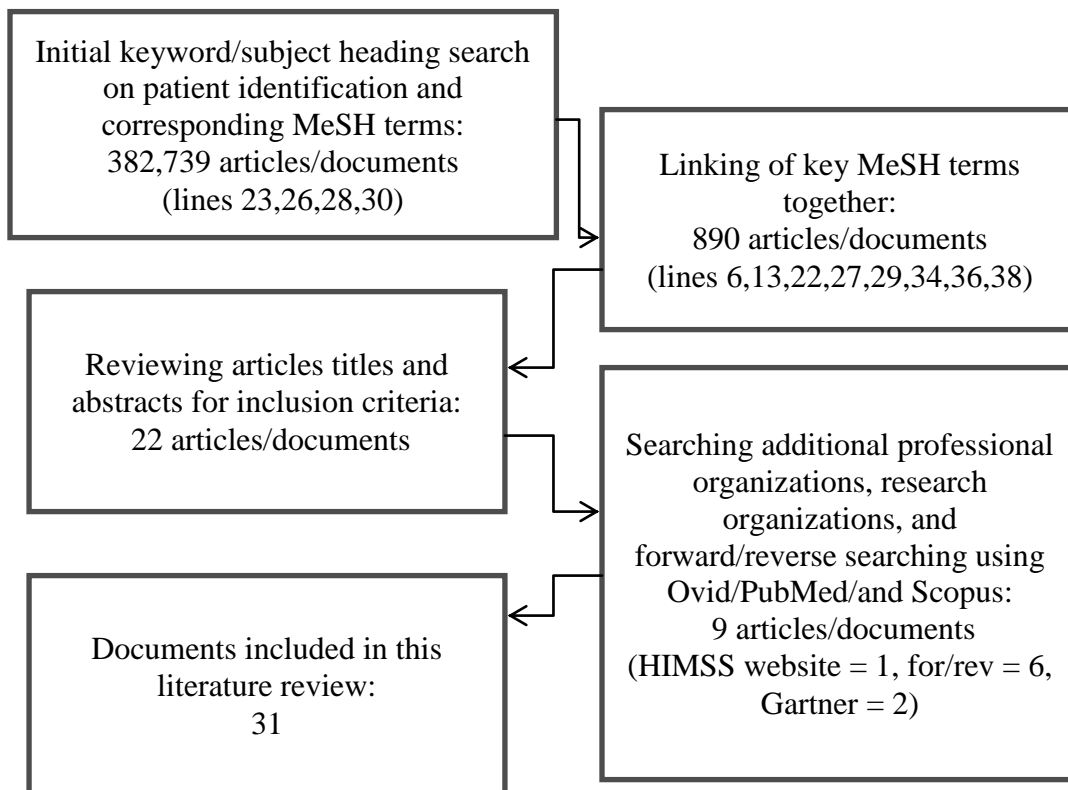 Initial keyword/subject heading search
on patient identification and
corresponding MeSH terms:
382,739 articles/documents
(lines 23,26,28,30)
Linking of key MeSH terms
together:
890 articles/documents
(lines 6,13,22,27,29,34,36,38)
Reviewing articles titles and
abstracts for inclusion criteria:
22 articles/documents
Searching additional professional
organizations, research
organizations, and
forward/reverse searching using
Ovid/PubMed/and Scopus:
9 articles/documents
(HIMSS website = 1, for/rev = 6,
Gartner = 2)
Documents included in this
literature review:
31